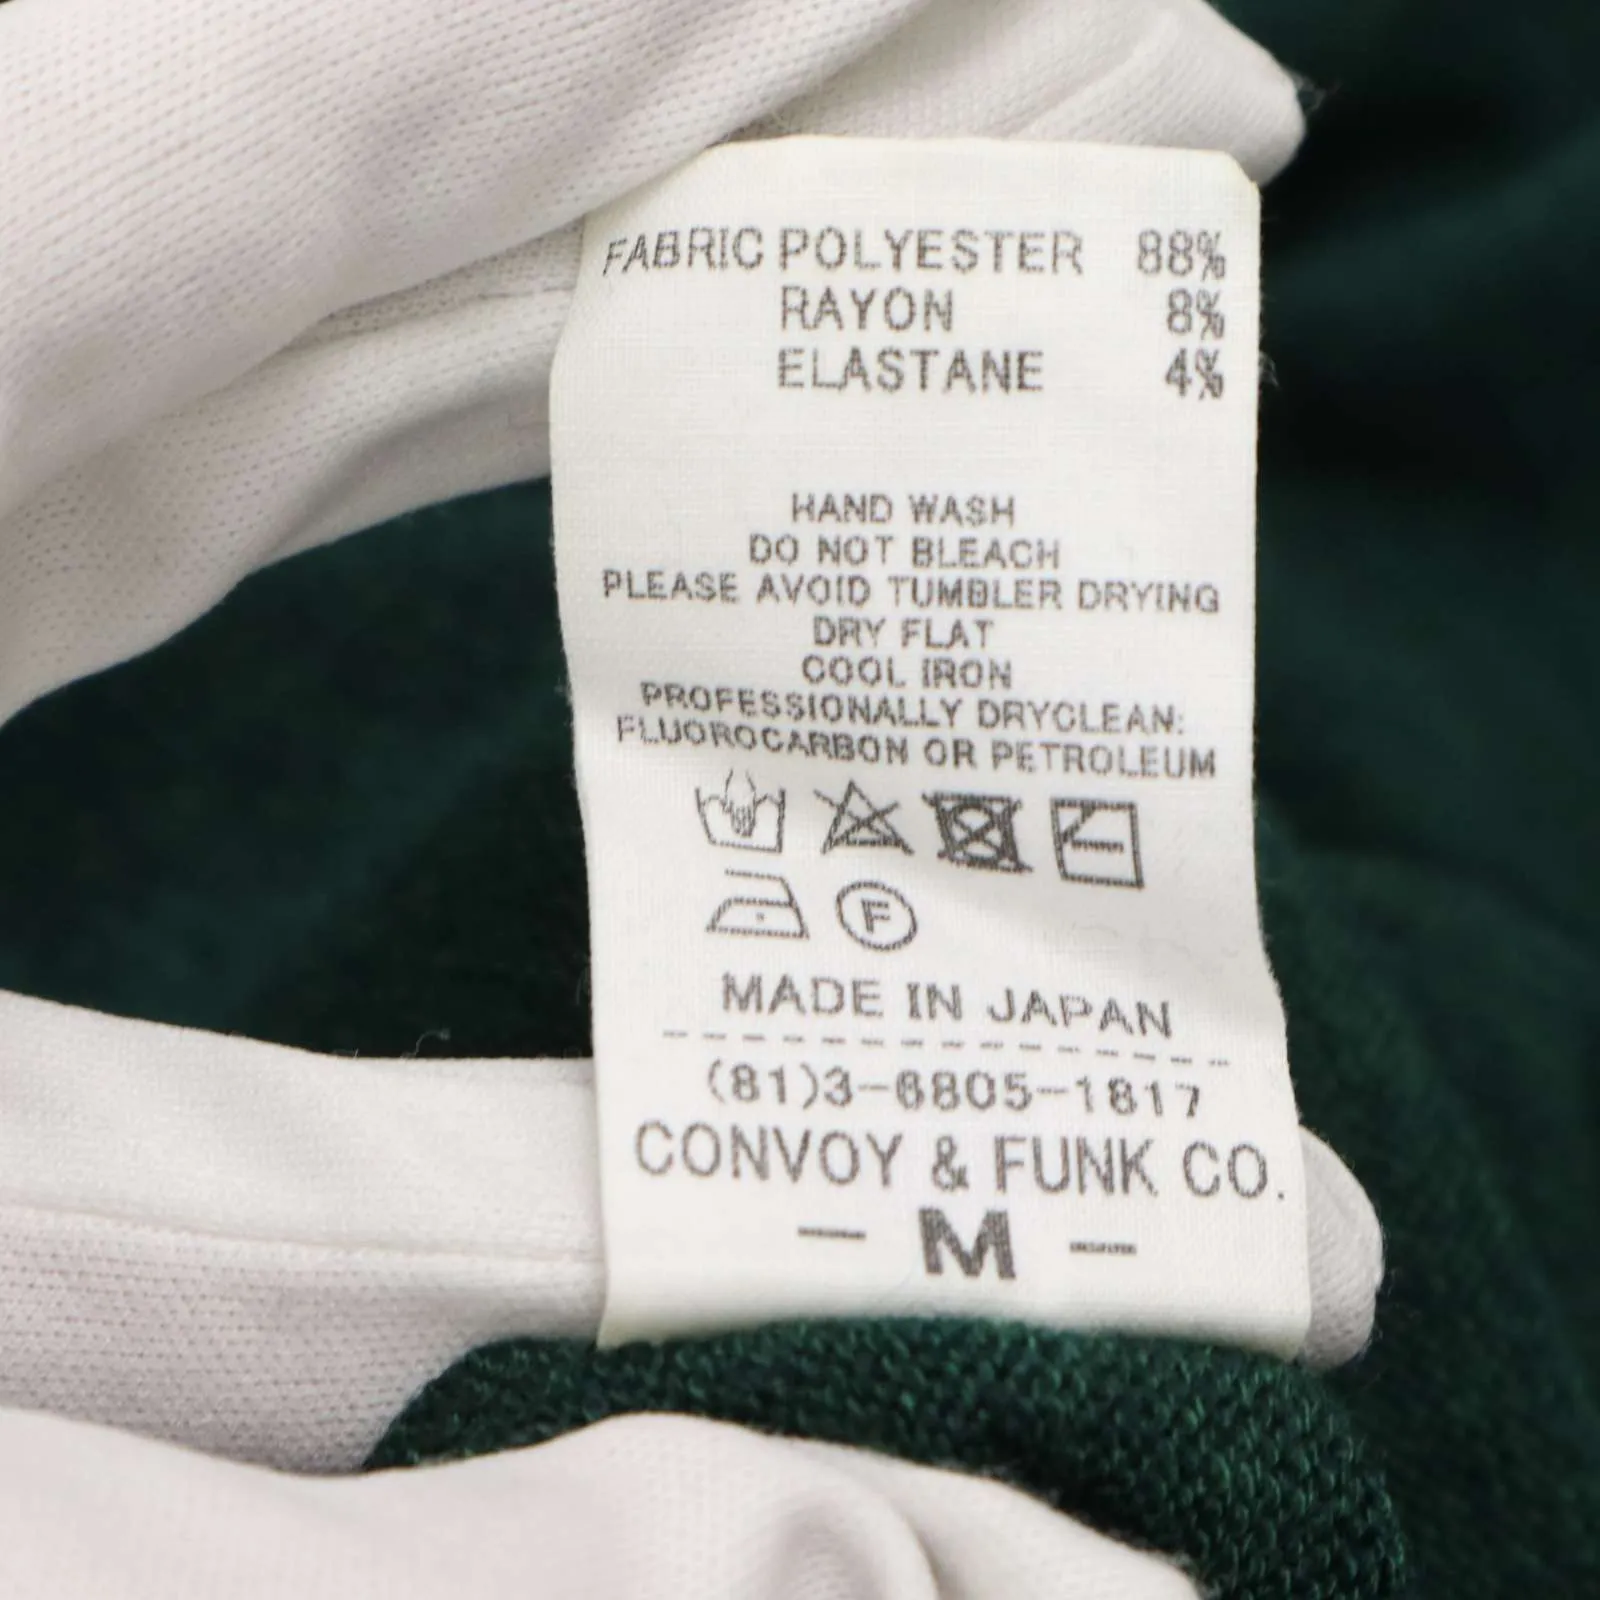 FABRIC POLYESTER 88%
RAYON 8%
ELASTANE 4%
HAND WASH
DO NOT BLEACH
PLEASE AVOID TUMBLER DRYING
DRY FLAT
COOL IRON
PROFESSIONALLY DRYCLEAN:
FLUOROCARBON OR PETROLEUM
F
MADE IN JAPAN
(81)3-6805-1817
CONVOY & FUNK CO.
- M -